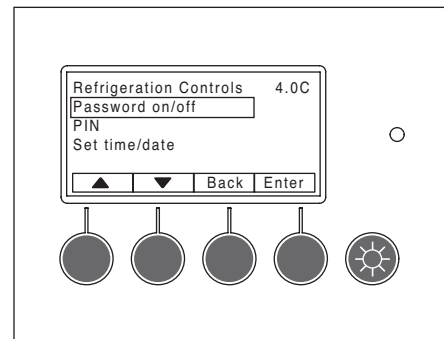 Refrigeration Controls 4.0C
Password on/off
PIN
Set time/date
▲ ▼ Back Enter